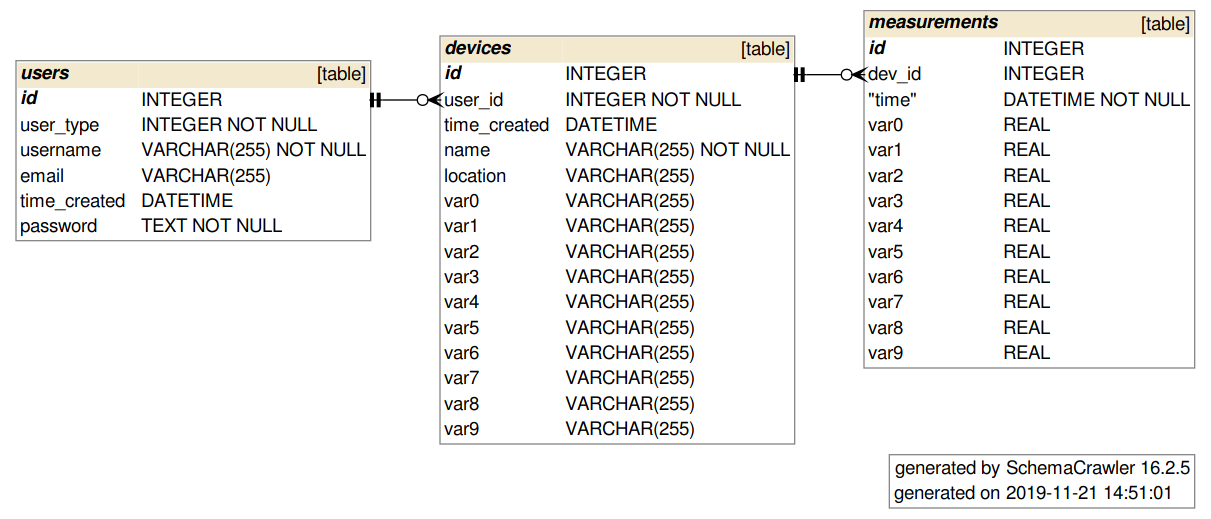 users [table]
id INTEGER
user_type INTEGER NOT NULL
username VARCHAR(255) NOT NULL
email VARCHAR(255)
time_created DATETIME
password TEXT NOT NULL
devices [table]
id INTEGER
user_id INTEGER NOT NULL
time_created DATETIME
name VARCHAR(255) NOT NULL
location VARCHAR(255)
var0 VARCHAR(255)
var1 VARCHAR(255)
var2 VARCHAR(255)
var3 VARCHAR(255)
var4 VARCHAR(255)
var5 VARCHAR(255)
var6 VARCHAR(255)
var7 VARCHAR(255)
var8 VARCHAR(255)
var9 VARCHAR(255)
measurements [table]
id INTEGER
dev_id INTEGER
"time" DATETIME NOT NULL
var0 REAL
var1 REAL
var2 REAL
var3 REAL
var4 REAL
var5 REAL
var6 REAL
var7 REAL
var8 REAL
var9 REAL
generated by SchemaCrawler 16.2.5
generated on 2019-11-21 14:51:01